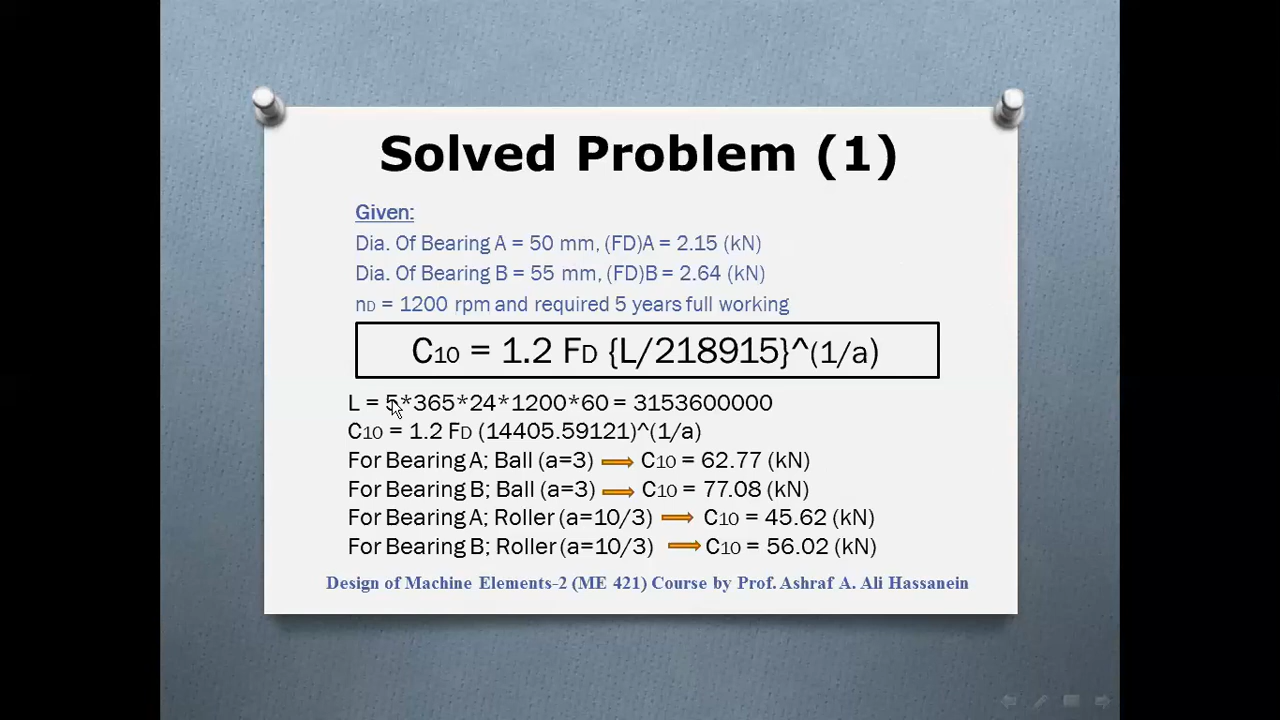 Solved Problem (1)
Given:
Dia. Of Bearing A = 50 mm, (FD)A = 2.15 (kN)
Dia. Of Bearing B = 55 mm, (FD)B = 2.64 (kN)
nD = 1200 rpm and required 5 years full working
C10 = 1.2 FD {L/218915}^(1/a)
L = 5*365*24*1200*60 = 3153600000
C10 = 1.2 FD (14405.59121)^(1/a)
For Bearing A; Ball (a=3) → C10 = 62.77 (kN)
For Bearing B; Ball (a=3) → C10 = 77.08 (kN)
For Bearing A; Roller (a=10/3) → C10 = 45.62 (kN)
For Bearing B; Roller (a=10/3) → C10 = 56.02 (kN)
Design of Machine Elements-2 (ME 421) Course by Prof. Ashraf A. Ali Hassanein